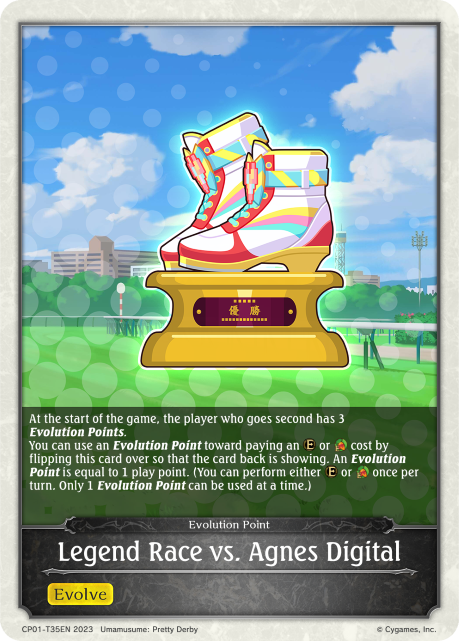 優勝
At the start of the game, the player who goes second has 3
Evolution Points.
You can use an Evolution Point toward paying an E or cost by
flipping this card over so that the card back is showing. An Evolution
Point is equal to 1 play point. (You can perform either E or once per
turn. Only 1 Evolution Point can be used at a time.)
Evolution Point
Legend Race vs. Agnes Digital
Evolve
CP01-T35EN 2023 Umamusume: Pretty Derby © Cygames, Inc.